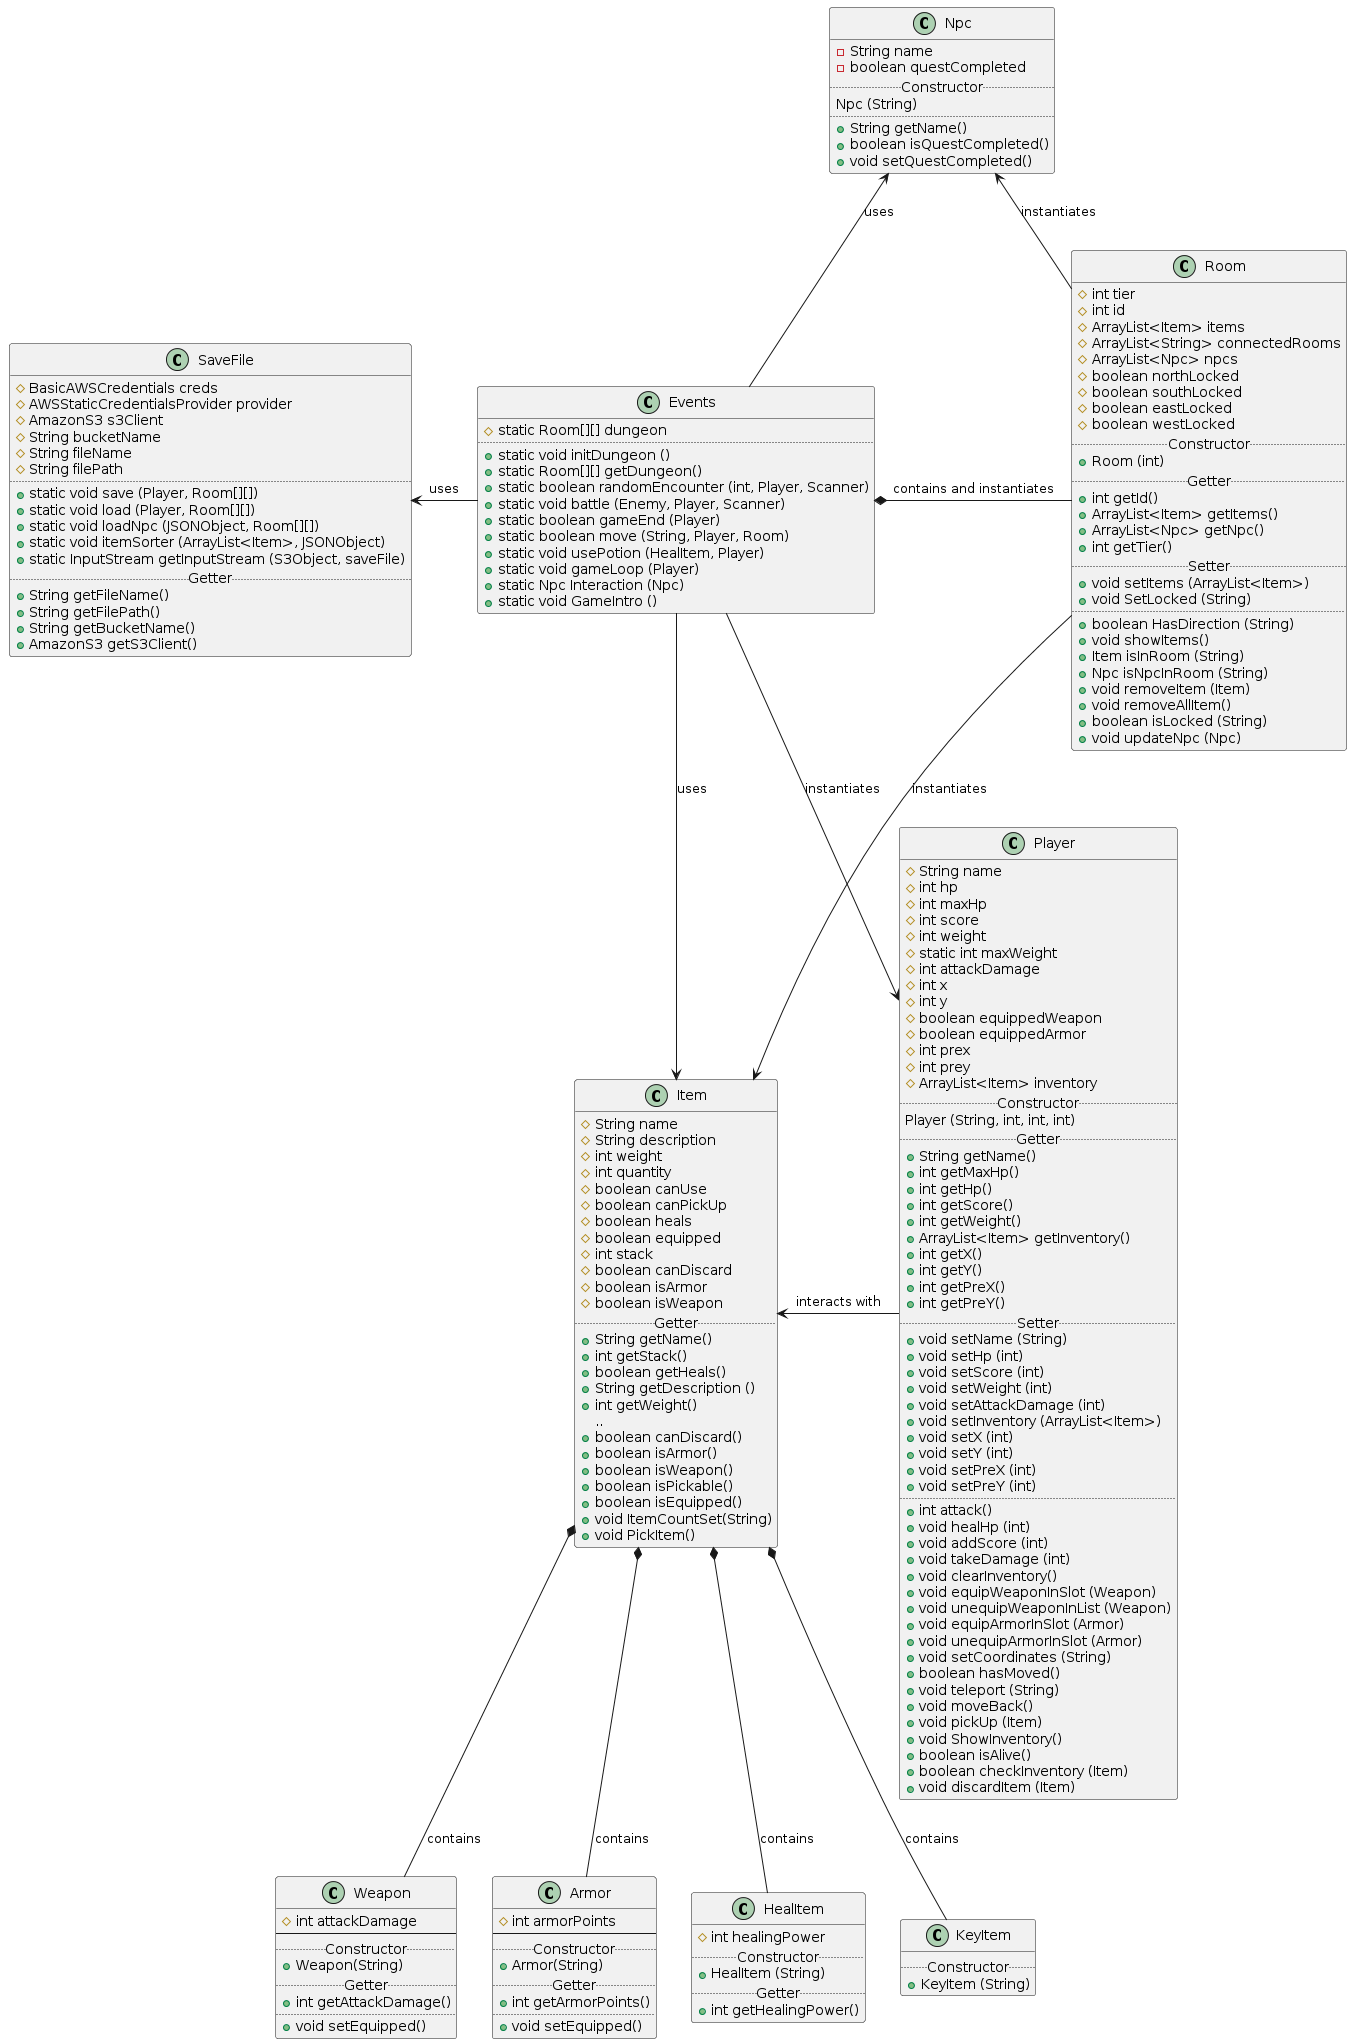 C Npc
String name
boolean questCompleted
Constructor
Npc (String)
String getName()
boolean isQuestCompleted()
void setQuestCompleted()
uses
instantiates
C Room
int tier
int id
ArrayList<Item> items
ArrayList<String> connectedRooms
ArrayList<Npc> npcs
boolean northLocked
boolean southLocked
boolean eastLocked
boolean westLocked
Constructor
Room (int)
Getter
int getId()
ArrayList<Item> getItems()
ArrayList<Npc> getNpc()
int getTier()
Setter
void setItems (ArrayList<Item>)
void SetLocked (String)
boolean HasDirection (String)
void showItems()
Item isInRoom (String)
Npc isNpcInRoom (String)
void removeItem (Item)
void removeAllItem()
boolean isLocked (String)
void updateNpc (Npc)
C SaveFile
BasicAWSCredentials creds
AWSStaticCredentialsProvider provider
AmazonS3 s3Client
String bucketName
String fileName
String filePath
static void save (Player, Room[][])
static void load (Player, Room[][])
static void loadNpc (JSONObject, Room[][])
static void itemSorter (ArrayList<Item>, JSONObject)
static InputStream getInputStream (S3Object, saveFile)
Getter
String getFileName()
String getFilePath()
String getBucketName()
AmazonS3 getS3Client()
uses
C Events
static Room[][] dungeon
static void initDungeon ()
static Room[][] getDungeon()
static boolean randomEncounter (int, Player, Scanner)
static void battle (Enemy, Player, Scanner)
static boolean gameEnd (Player)
static boolean move (String, Player, Room)
static void usePotion (HealItem, Player)
static void gameLoop (Player)
static Npc Interaction (Npc)
static void GameIntro ()
contains and instantiates
uses
instantiates
instantiates
C Player
String name
int hp
int maxHp
int score
int weight
static int maxWeight
int attackDamage
int x
int y
boolean equippedWeapon
boolean equippedArmor
int prex
int prey
ArrayList<Item> inventory
Constructor
Player (String, int, int, int)
Getter
String getName()
int getMaxHp()
int getHp()
int getScore()
int getWeight()
ArrayList<Item> getInventory()
int getX()
int getY()
int getPreX()
int getPreY()
Setter
void setName (String)
void setHp (int)
void setScore (int)
void setWeight (int)
void setAttackDamage (int)
void setInventory (ArrayList<Item>)
void setX (int)
void setY (int)
void setPreX (int)
void setPreY (int)
int attack()
void healHp (int)
void addScore (int)
void takeDamage (int)
void clearInventory()
void equipWeaponInSlot (Weapon)
void unequipWeaponInList (Weapon)
void equipArmorInSlot (Armor)
void unequipArmorInSlot (Armor)
void setCoordinates (String)
boolean hasMoved()
void teleport (String)
void moveBack()
void pickUp (Item)
void ShowInventory()
boolean isAlive()
boolean checkInventory (Item)
void discardItem (Item)
C Item
String name
String description
int weight
int quantity
boolean canUse
boolean canPickUp
boolean heals
boolean equipped
int stack
boolean canDiscard
boolean isArmor
boolean isWeapon
Getter
String getName()
int getStack()
boolean getHeals()
String getDescription ()
int getWeight()
..
boolean canDiscard()
boolean isArmor()
boolean isWeapon()
boolean isPickable()
boolean isEquipped()
void ItemCountSet(String)
void PickItem()
interacts with
contains
contains
contains
contains
C Weapon
int attackDamage
Constructor
Weapon(String)
Getter
int getAttackDamage()
void setEquipped()
C Armor
int armorPoints
Constructor
Armor(String)
Getter
int getArmorPoints()
void setEquipped()
C HealItem
int healingPower
Constructor
HealItem (String)
Getter
int getHealingPower()
C KeyItem
Constructor
KeyItem (String)